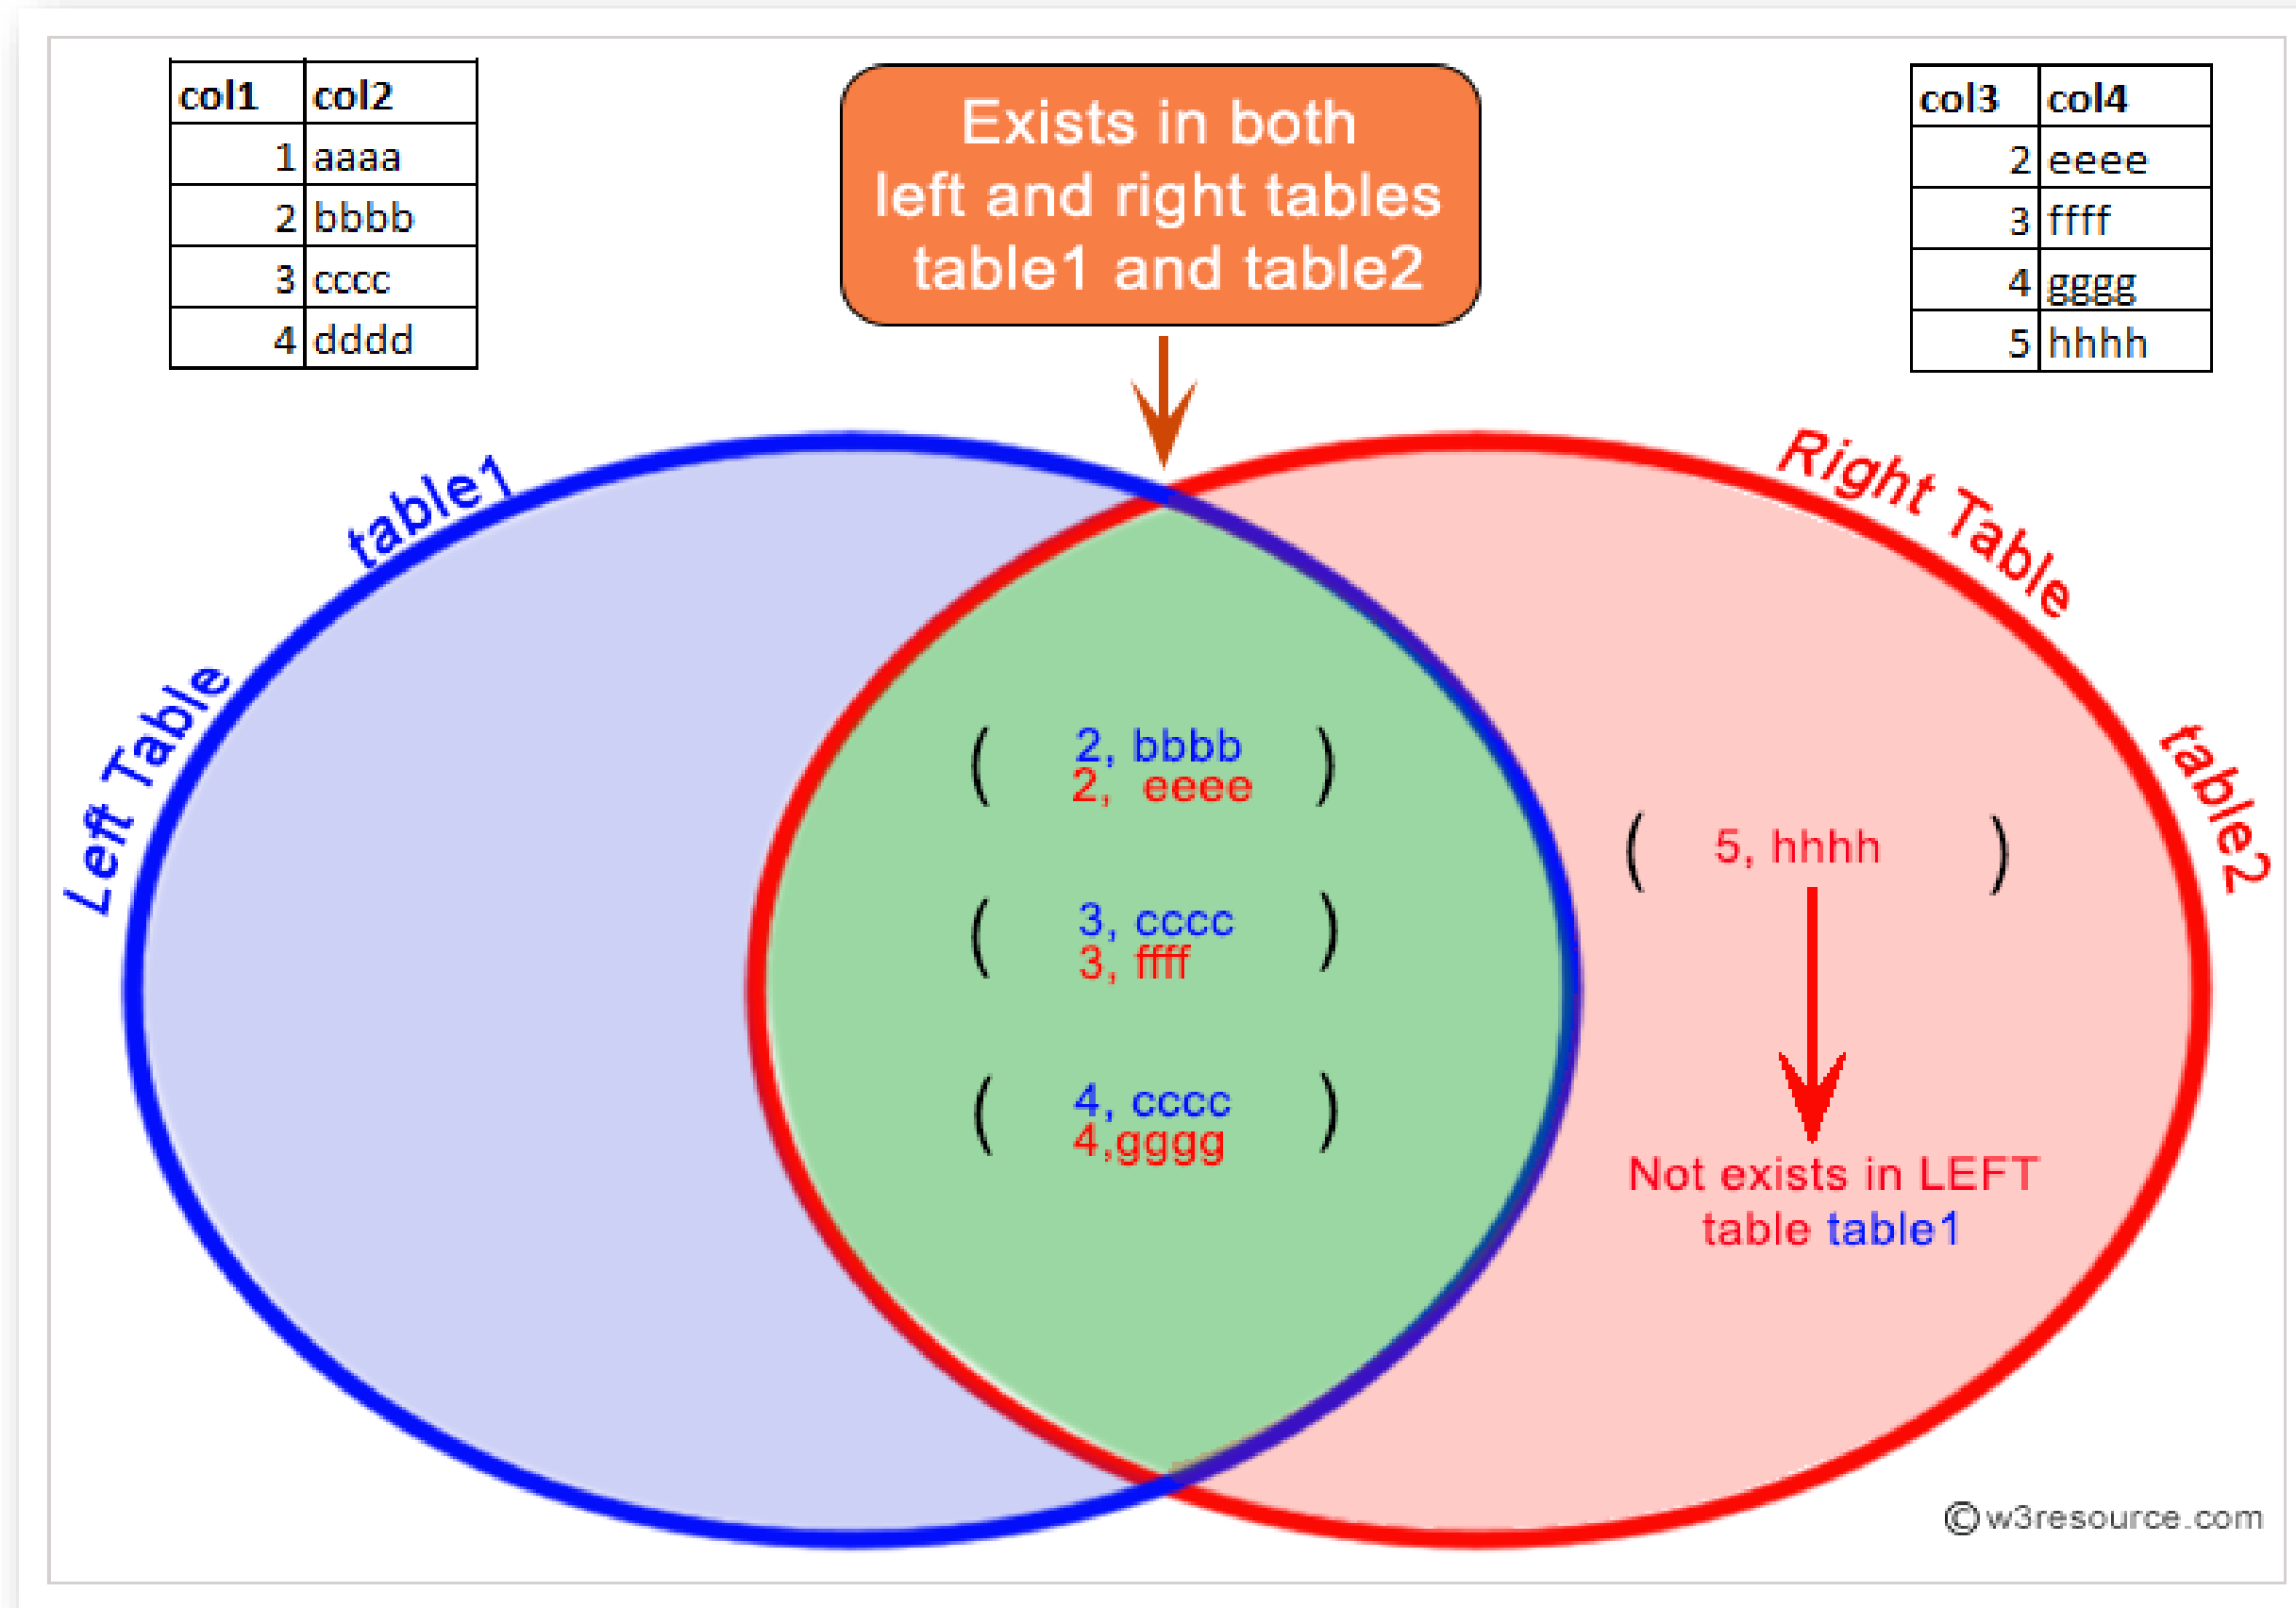 col1 col2
1 aaaa
2 bbbb
3 cccc
4 dddd
Exists in both
left and right tables
table1 and table2
col3 col4
2 eeee
3 ffff
4 gggg
5 hhhh
Left Table table1
Right Table table2
( 2, bbbb )
2, eeee
( 3, cccc )
3, ffff
( 4, cccc )
4,gggg
( 5, hhhh )
Not exists in LEFT
table table1
©w3resource.com